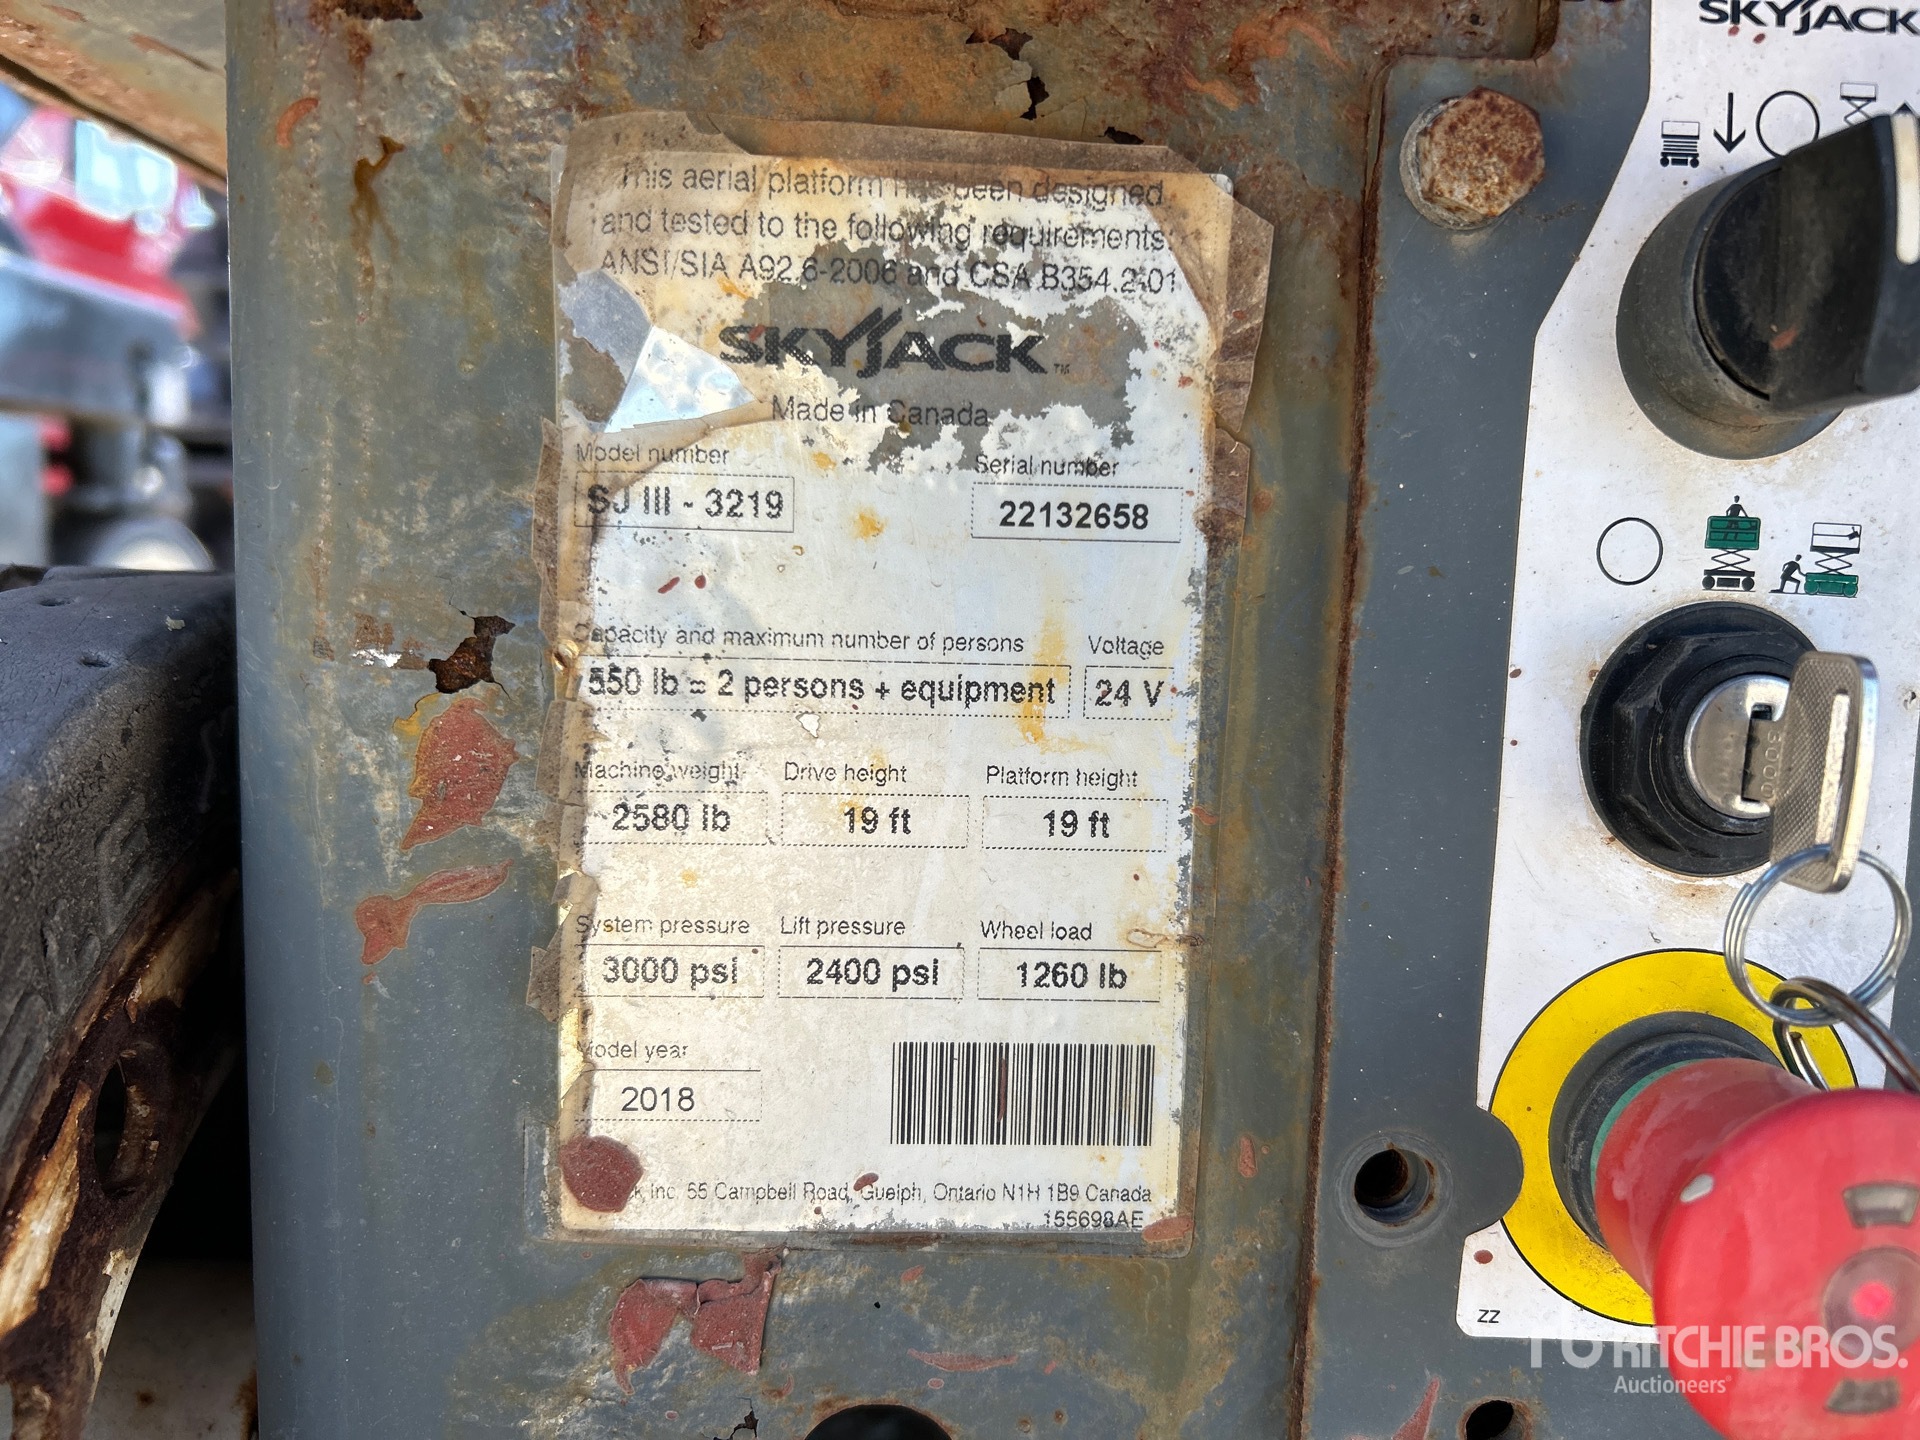 This aerial platform has been designed
and tested to the following requirements:
ANSI/SIA A92.6-2006 and CSA B354.2-01
SKYJACK™
Made in Canada
Model number
Serial number
SJ III - 3219
22132658
Capacity and maximum number of persons
Voltage
550 lb = 2 persons + equipment
24 V
Machine weight
Drive height
Platform height
2580 lb
19 ft
19 ft
System pressure
Lift pressure
Wheel load
3000 psi
2400 psi
1260 lb
Model year
2018
Inc. 55 Campbell Road, Guelph, Ontario N1H 1B9 Canada
155698AE
SKYJACK
ZZ
RITCHIE BROS.
Auctioneers